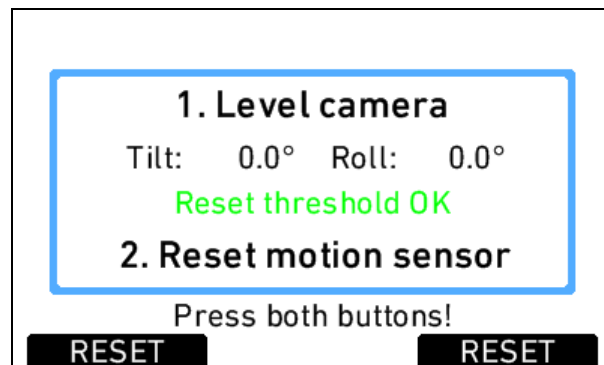 1. Level camera
Tilt: 0.0° Roll: 0.0°
Reset threshold OK
2. Reset motion sensor
Press both buttons!
RESET RESET